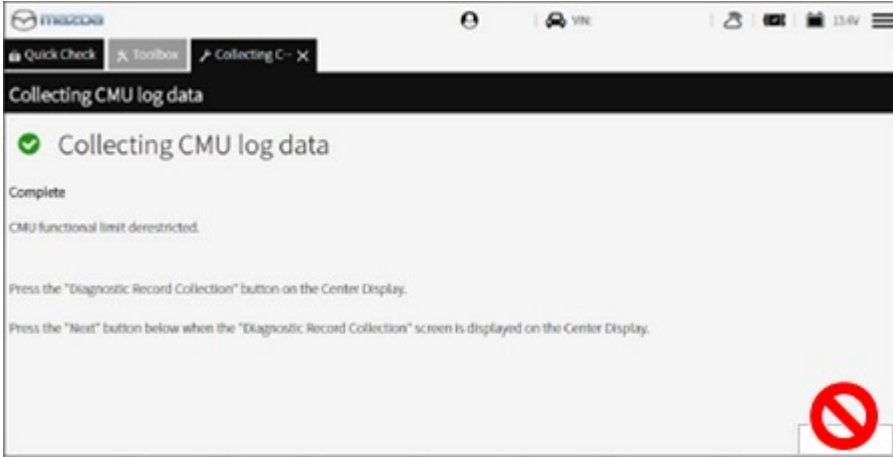 mazda
VIN:
13.6V
Quick Check
Toolbox
Collecting C--
Collecting CMU log data
Collecting CMU log data
Complete
CMU functional limit derestricted.
Press the "Diagnostic Record Collection" button on the Center Display.
Press the "Next" button below when the "Diagnostic Record Collection" screen is displayed on the Center Display.